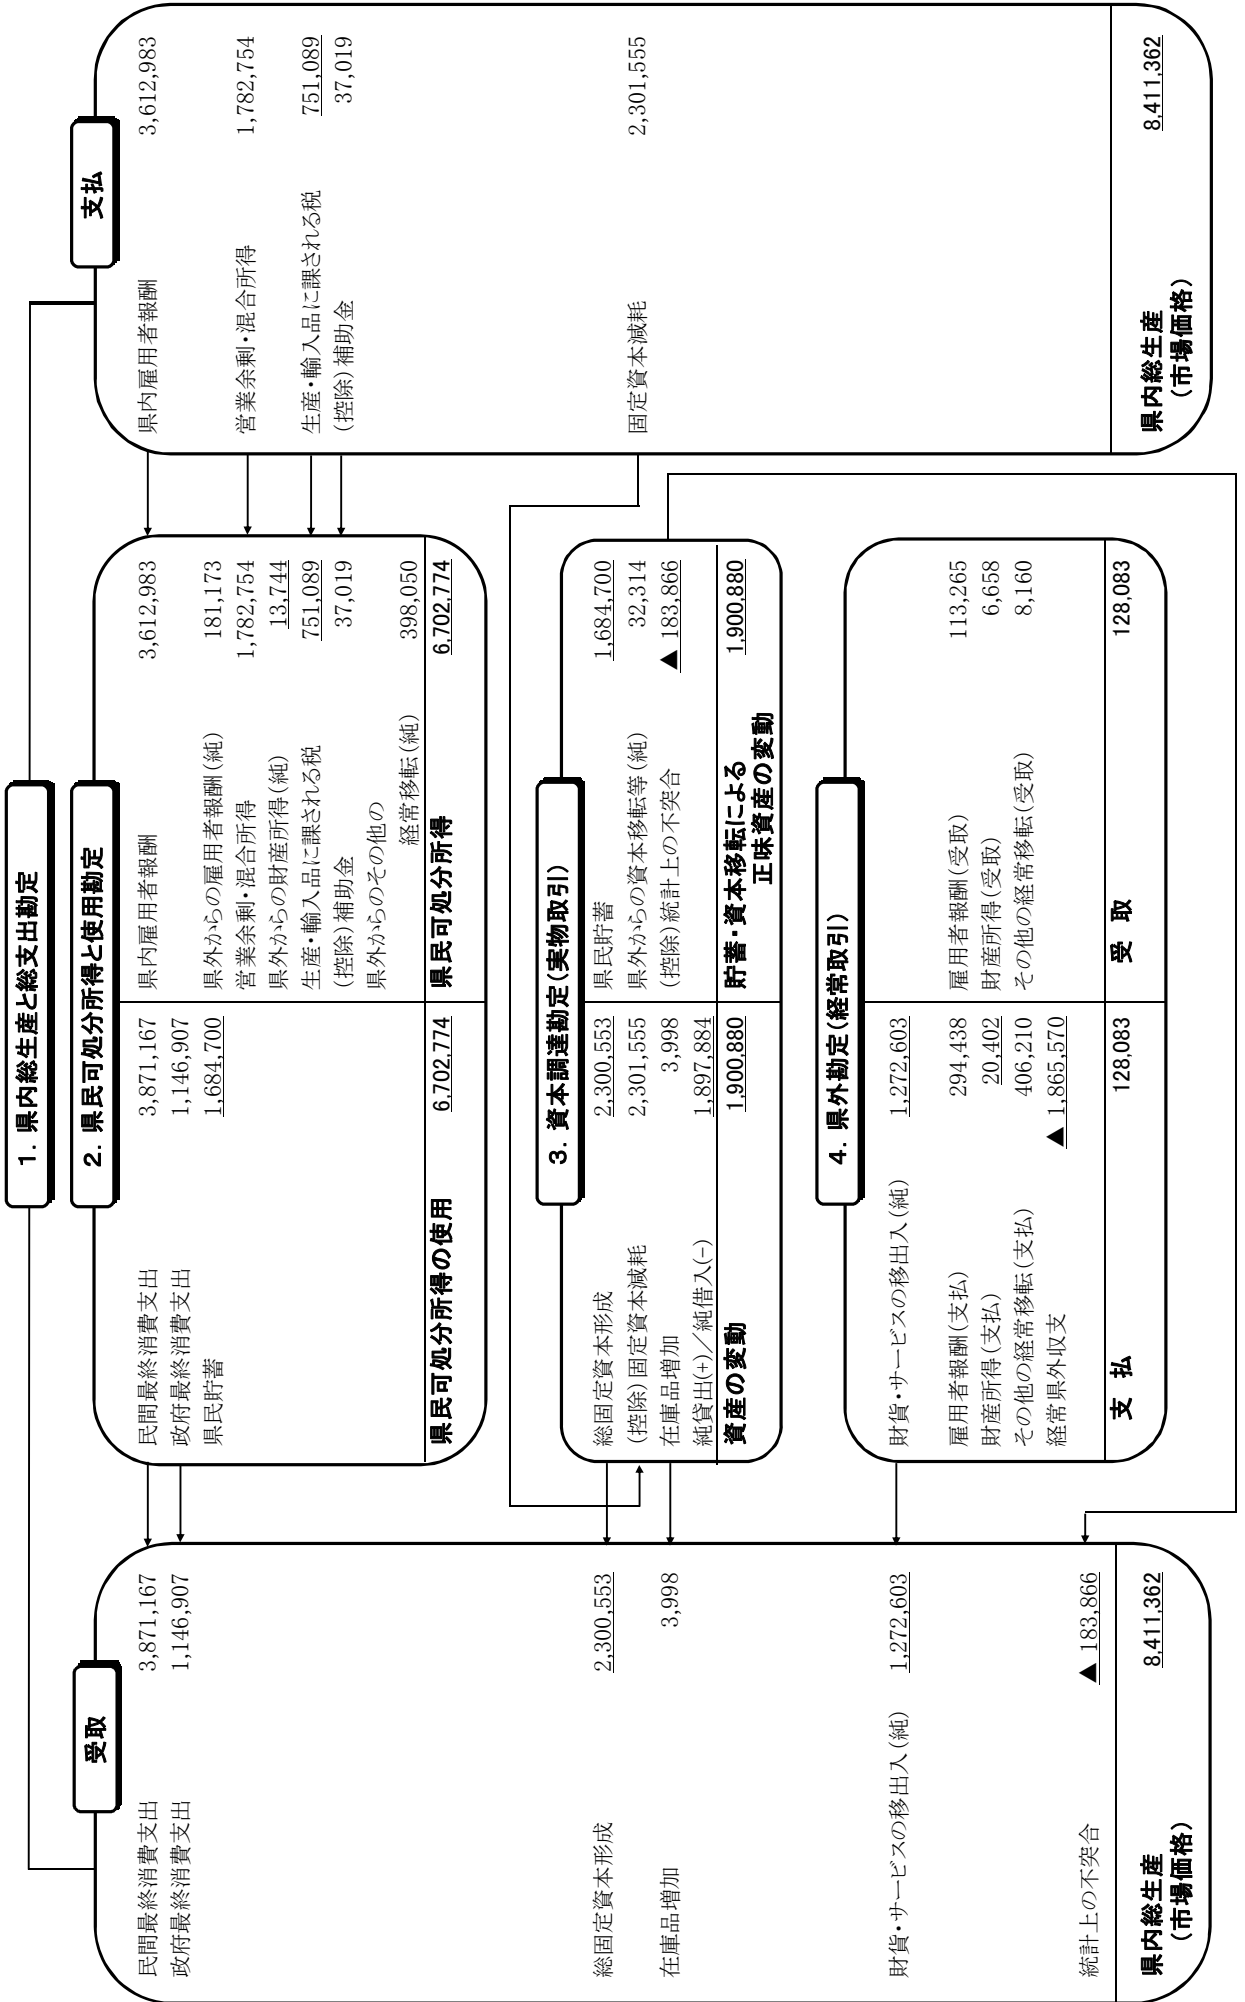 1. 県内総生産と総支出勘定
受取
民間最終消費支出 3,871,167
政府最終消費支出 1,146,907
総固定資本形成 2,300,553
在庫品増加 3,998
財貨・サービスの移出入(純) 1,272,603
統計上の不突合 ▲ 183,866
県内総生産 8,411,362
(市場価格)
2. 県民可処分所得と使用勘定
民間最終消費支出 3,871,167
政府最終消費支出 1,146,907
県民貯蓄 1,684,700
県民可処分所得の使用 6,702,774
県内雇用者報酬 3,612,983
県外からの雇用者報酬(純) 181,173
営業余剰・混合所得 1,782,754
県外からの財産所得(純) 13,744
生産・輸入品に課される税 751,089
(控除)補助金 37,019
県外からのその他の
経常移転(純) 398,050
県民可処分所得 6,702,774
3. 資本調達勘定(実物取引)
総固定資本形成 2,300,553
(控除)固定資本減耗 2,301,555
在庫品増加 3,998
純貸出(+)/純借入(-) 1,897,884
資産の変動 1,900,880
県民貯蓄 1,684,700
県外からの資本移転等(純) 32,314
(控除)統計上の不突合 ▲ 183,866
貯蓄・資本移転による 1,900,880
正味資産の変動
4. 県外勘定(経常取引)
財貨・サービスの移出入(純) 1,272,603
雇用者報酬(支払) 294,438
財産所得(支払) 20,402
その他の経常移転(支払) 406,210
経常県外収支 ▲ 1,865,570
支 払 128,083
雇用者報酬(受取) 113,265
財産所得(受取) 6,658
その他の経常移転(受取) 8,160
受 取 128,083
支払
県内雇用者報酬 3,612,983
営業余剰・混合所得 1,782,754
生産・輸入品に課される税 751,089
(控除)補助金 37,019
固定資本減耗 2,301,555
県内総生産 8,411,362
(市場価格)